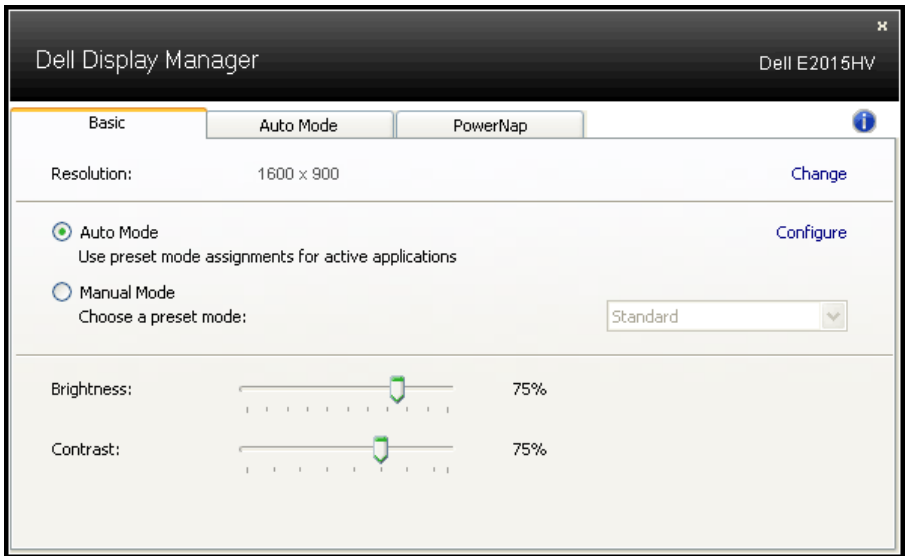 Dell Display Manager
Dell E2015HV
Basic
Auto Mode
PowerNap
Resolution:
1600 x 900
Change
Auto Mode
Configure
Use preset mode assignments for active applications
Manual Mode
Choose a preset mode:
Standard
Brightness:
75%
Contrast:
75%